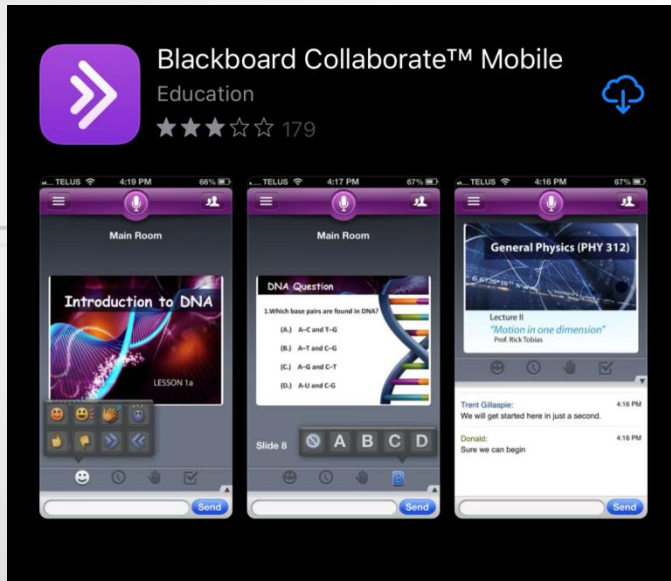 Blackboard Collaborate™ Mobile
Education
179
TELUS 4:19 PM 66%
Main Room
Introduction to DNA
LESSON 1a
Send
TELUS 4:17 PM 67%
Main Room
DNA Question
1.Which base pairs are found in DNA?
(A.) A–C and T–G
(B.) A–T and C–G
(C.) A–G and C–T
(D.) A-U and C-G
Slide 8
A B C D
B
Send
TELUS 4:16 PM 67%
General Physics (PHY 312)
Lecture II
"Motion in one dimension"
Prof. Rick Tobias
Trent Gillaspie: 4:16 PM
We will get started here in just a second.
Donald: 4:16 PM
Sure we can begin
Send